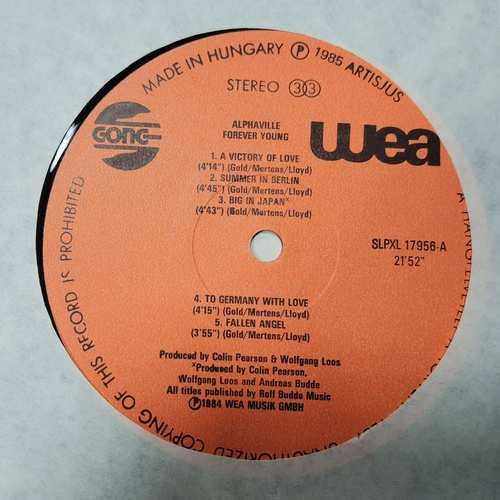 MADE IN HUNGARY Ⓟ 1985 ARTISJUS
STEREO 33
GONG
wea
ALPHAVILLE
FOREVER YOUNG
1. A VICTORY OF LOVE
(4'14") (Gold/Mertens/Lloyd)
2. SUMMER IN BERLIN
(4'45") (Gold/Mertens/Lloyd)
3. BIG IN JAPAN*
(4'43") (Gold/Mertens/Lloyd)
SLPXL 17956-A
21'52"
4. TO GERMANY WITH LOVE
(4'15") (Gold/Mertens/Lloyd)
5. FALLEN ANGEL
(3'55") (Gold/Mertens/Lloyd)
Produced by Colin Pearson & Wolfgang Loos
*Produced by Colin Pearson,
Wolfgang Loos and Andreas Budde
All titles published by Rolf Budde Music
Ⓟ1984 WEA MUSIK GMBH
UNAUTHORIZED COPYING OF THIS RECORD IS PROHIBITED